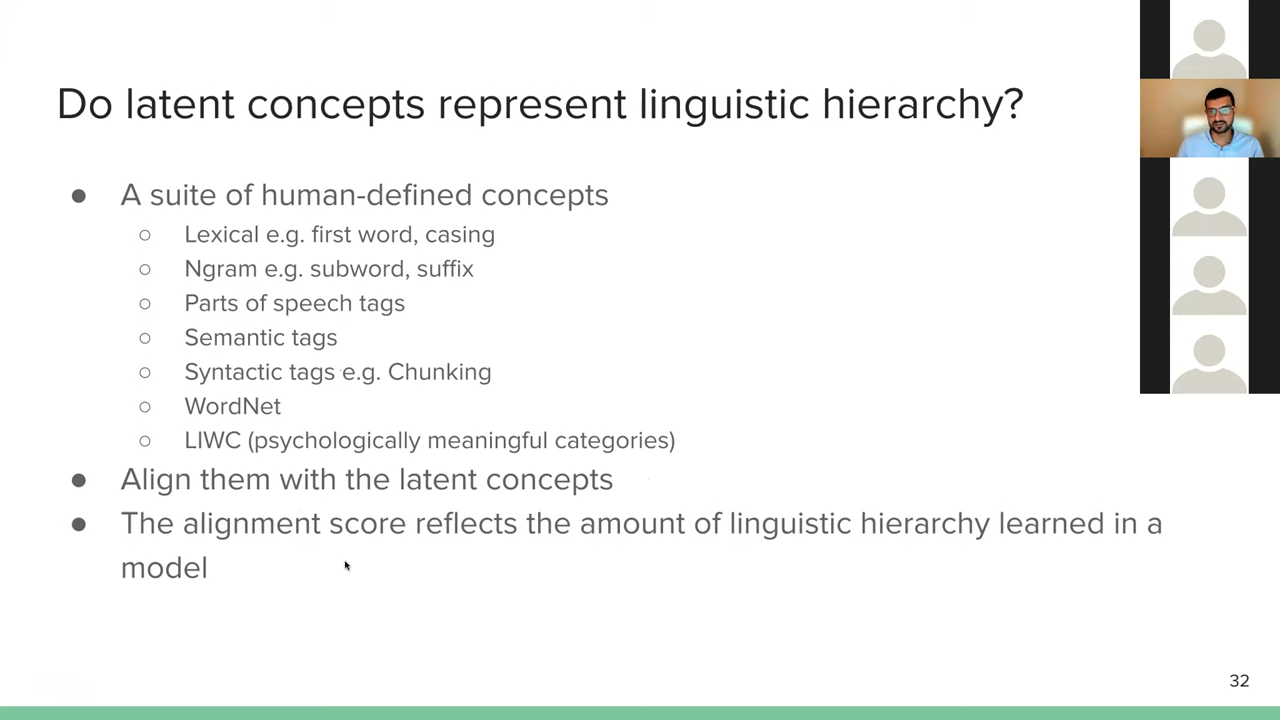 Do latent concepts represent linguistic hierarchy?
● A suite of human-defined concepts
○ Lexical e.g. first word, casing
○ Ngram e.g. subword, suffix
○ Parts of speech tags
○ Semantic tags
○ Syntactic tags e.g. Chunking
○ WordNet
○ LIWC (psychologically meaningful categories)
● Align them with the latent concepts
● The alignment score reflects the amount of linguistic hierarchy learned in a
model
32